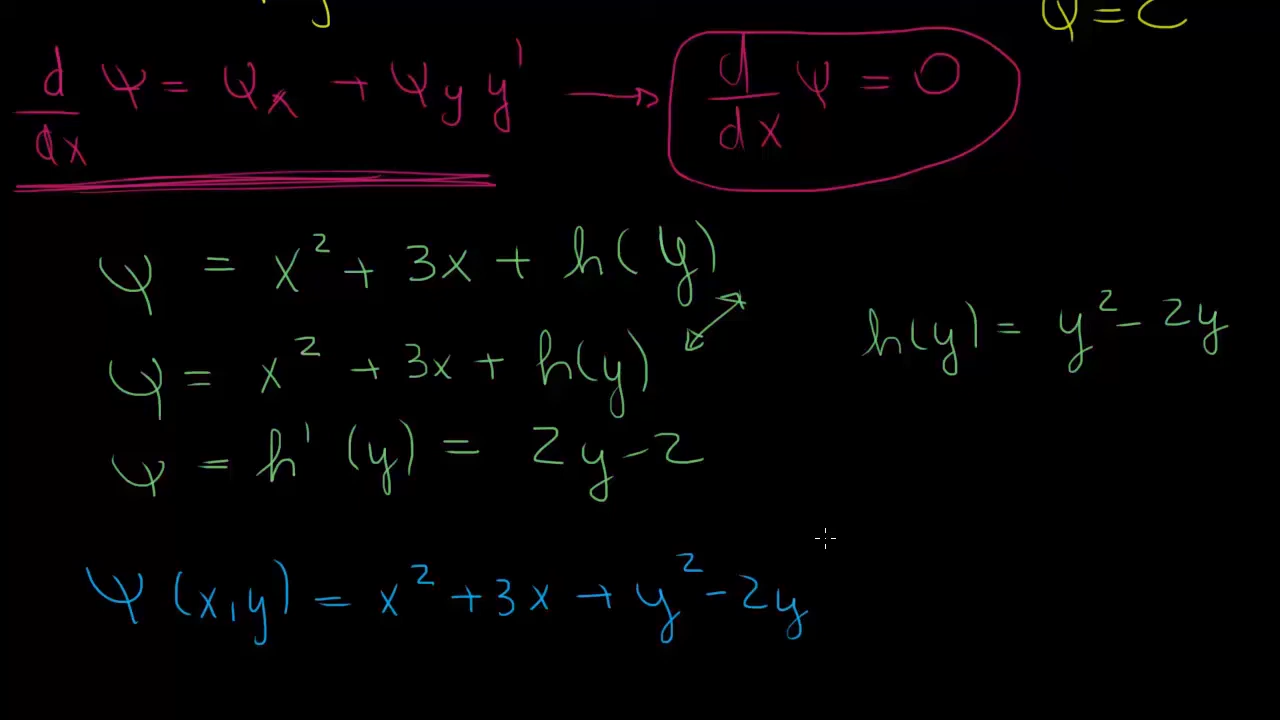 Ψ = C
d/dx Ψ = Ψx + Ψy y' → d/dx Ψ = 0
Ψ = x² + 3x + h(y)
Ψ = x² + 3x + h(y)
h(y) = y² - 2y
Ψ = h'(y) = 2y - 2
Ψ(x,y) = x² + 3x + y² - 2y